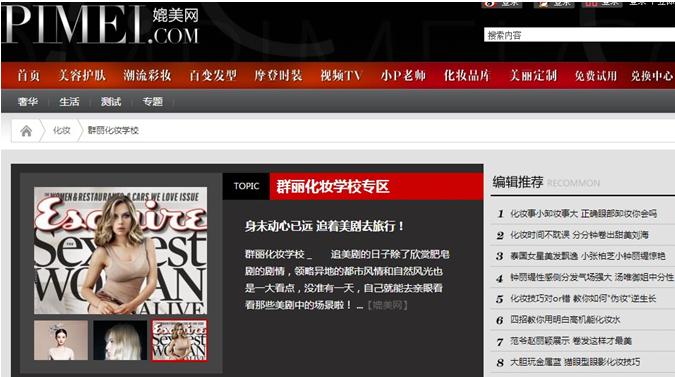 PIMEI.COM 媲美网
登录 登录 登录
搜索内容
首页 美容护肤 潮流彩妆 百变发型 摩登时装 视频TV 小P老师 化妆品库 美丽定制 免费试用 兑换中心
奢华 生活 测试 专题
化妆 群丽化妆学校
TOPIC 群丽化妆学校专区
THE WOMEN & RESTAURANTS & CARS WE LOVE ISSUE
Esquire
SEXIEST
WOMAN
ALIVE
身未动心已远 追着美剧去旅行！
群丽化妆学校 _ 追美剧的日子除了欣赏肥皂
剧的剧情，领略异地的都市风情和自然风光也
是一大看点，没准有一天，自己就能去亲眼看
看那些美剧中的场景啦！...【媲美网】
编辑推荐 RECOMMEND
1 化妆事小卸妆事大 正确眼部卸妆你会吗
2 化妆时间不耽误 分分钟卷出甜美刘海
3 泰国女星美发飘逸 小张柏芝小钟丽缇惊艳
4 钟丽缇性感侧分发气场强大 汤唯御姐中分性
5 化妆技巧对or错 教你如何"伪妆"逆生长
6 四招教你用明白高机能化妆水
7 范爷赵丽颖展示 卷发这样才最美
8 大胆玩金属蓝 猫眼型眼影化妆技巧